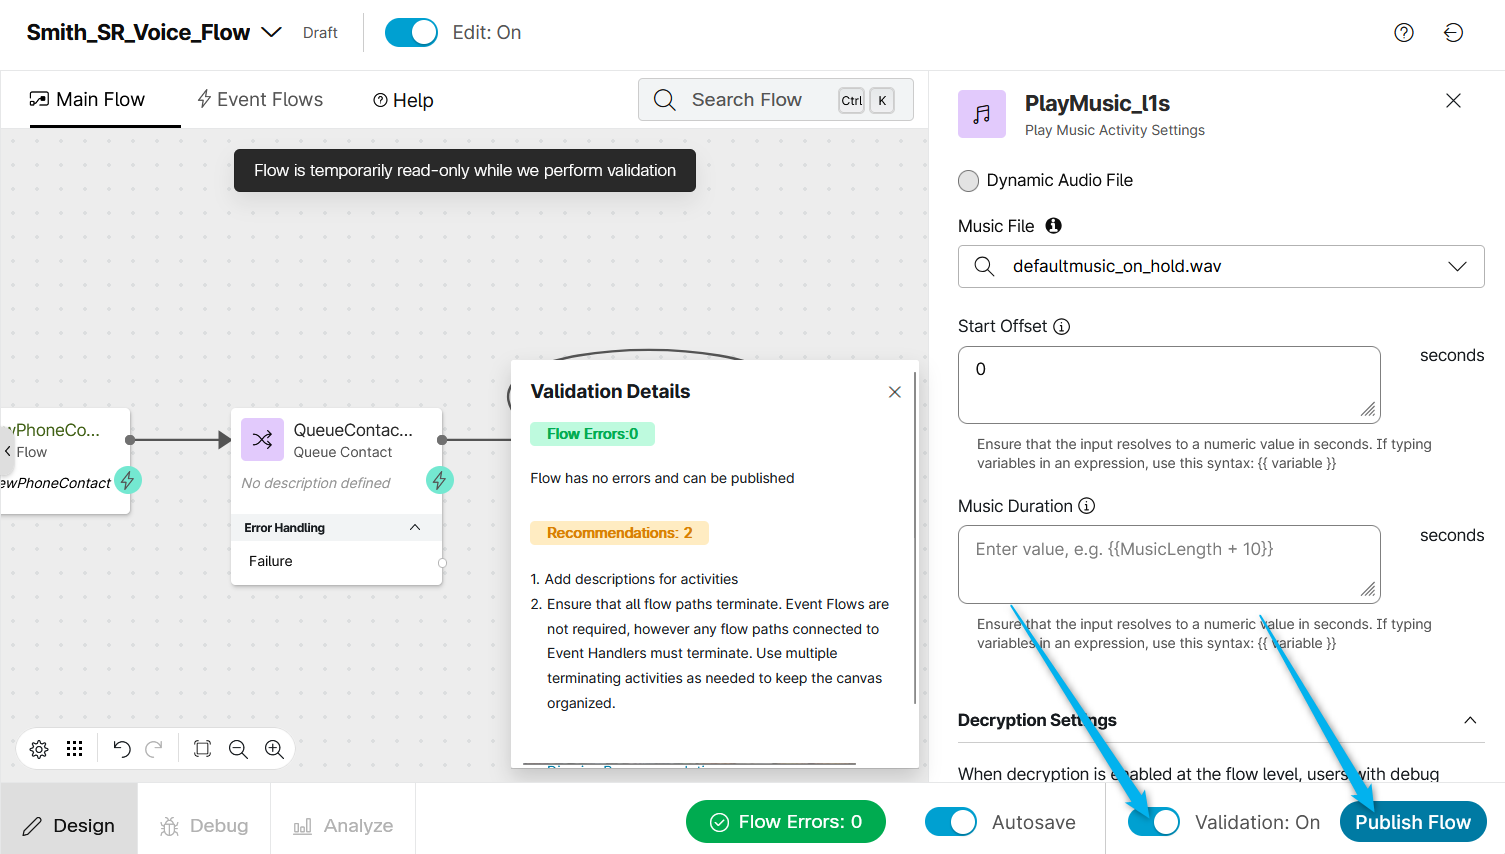 Smith_SR_Voice_Flow
Draft
Edit: On
Main Flow
Event Flows
Help
Search Flow
Ctrl
K
Flow is temporarily read-only while we perform validation
PhoneCo...
Flow
ewPhoneContact
QueueContac...
Queue Contact
No description defined
Error Handling
Failure
Validation Details
Flow Errors:0
Flow has no errors and can be published
Recommendations: 2
1. Add descriptions for activities
2. Ensure that all flow paths terminate. Event Flows are
not required, however any flow paths connected to
Event Handlers must terminate. Use multiple
terminating activities as needed to keep the canvas
organized.
PlayMusic_l1s
Play Music Activity Settings
Dynamic Audio File
Music File
defaultmusic_on_hold.wav
Start Offset
0
seconds
Ensure that the input resolves to a numeric value in seconds. If typing
variables in an expression, use this syntax: {{ variable }}
Music Duration
Enter value, e.g. {{MusicLength + 10}}
seconds
Ensure that the input resolves to a numeric value in seconds. If typing
variables in an expression, use this syntax: {{ variable }}
Decryption Settings
When decryption is enabled at the flow level, users with debug
Design
Debug
Analyze
Flow Errors: 0
Autosave
Validation: On
Publish Flow